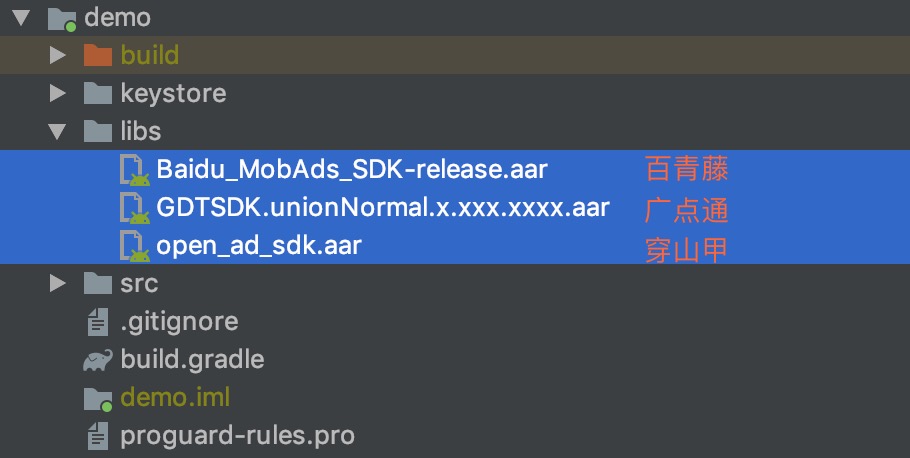 demo
build
keystore
libs
Baidu_MobAds_SDK-release.aar 百青藤
GDTSDK.unionNormal.x.xxx.xxxx.aar 广点通
open_ad_sdk.aar 穿山甲
src
.gitignore
build.gradle
demo.iml
proguard-rules.pro